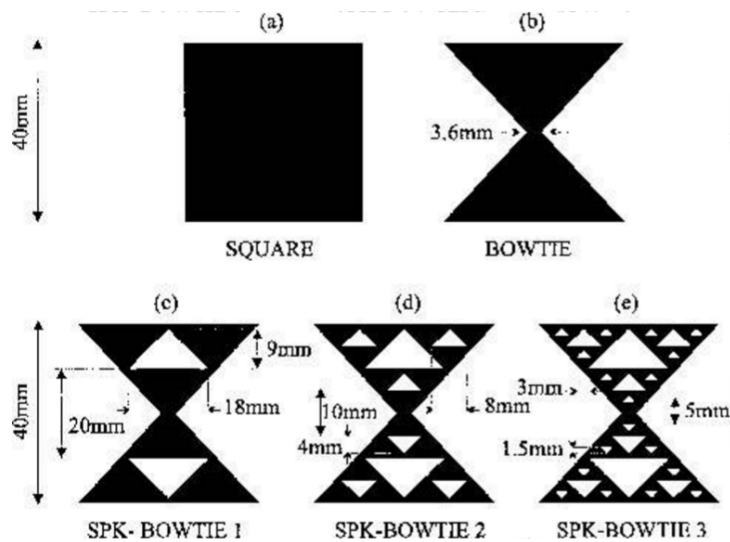 (a) (b)
40mm
3.6mm
SQUARE BOWTIE
(c) (d) (e)
40mm
9mm
3mm
20mm
18mm
10mm
8mm
5mm
4mm
1.5mm
SPK- BOWTIE 1 SPK-BOWTIE 2 SPK-BOWTIE 3